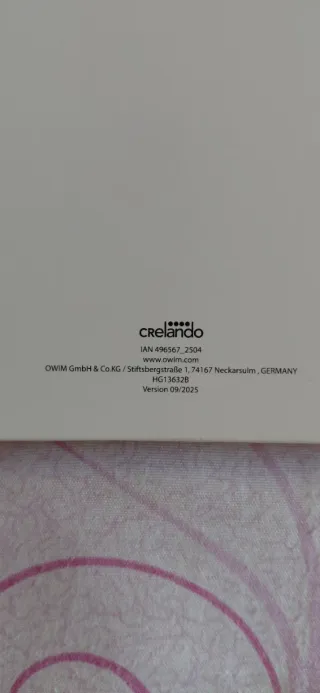 crelando
IAN 496567_2504
www.owim.com
OWIM GmbH & Co.KG / Stiftsbergstraße 1, 74167 Neckarsulm , GERMANY
HG13632B
Version 09/2025